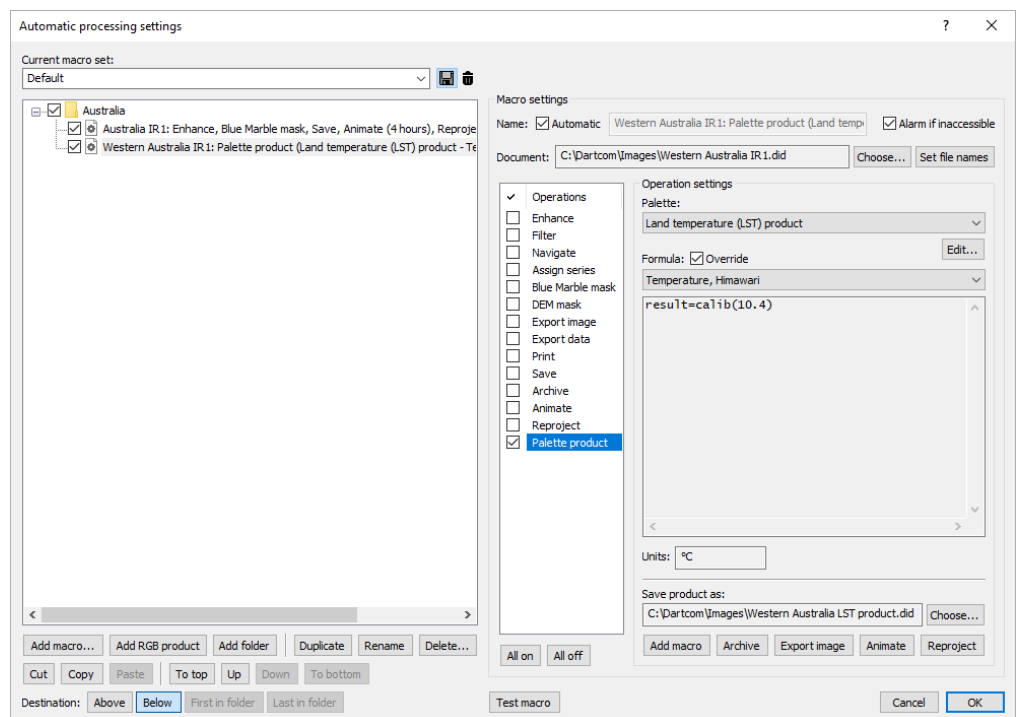 Automatic processing settings
?
Current macro set:
Default
Australia
Australia IR1: Enhance, Blue Marble mask, Save, Animate (4 hours), Reproje
Western Australia IR1: Palette product (Land temperature (LST) product - Te
Add macro...
Add RGB product
Add folder
Duplicate
Rename
Delete...
Cut
Copy
Paste
To top
Up
Down
To bottom
Destination:
Above
Below
First in folder
Last in folder
Macro settings
Name:
Automatic
Western Australia IR1: Palette product (Land tempe
Alarm if inaccessible
Document:
C:\Dartcom\Images\Western Australia IR1.did
Choose...
Set file names
Operations
Enhance
Filter
Navigate
Assign series
Blue Marble mask
DEM mask
Export image
Export data
Print
Save
Archive
Animate
Reproject
Palette product
All on
All off
Operation settings
Palette:
Land temperature (LST) product
Edit...
Formula:
Override
Temperature, Himawari
result=calib(10.4)
Units:
°C
Save product as:
C:\Dartcom\Images\Western Australia LST product.did
Choose...
Add macro
Archive
Export image
Animate
Reproject
Test macro
Cancel
OK